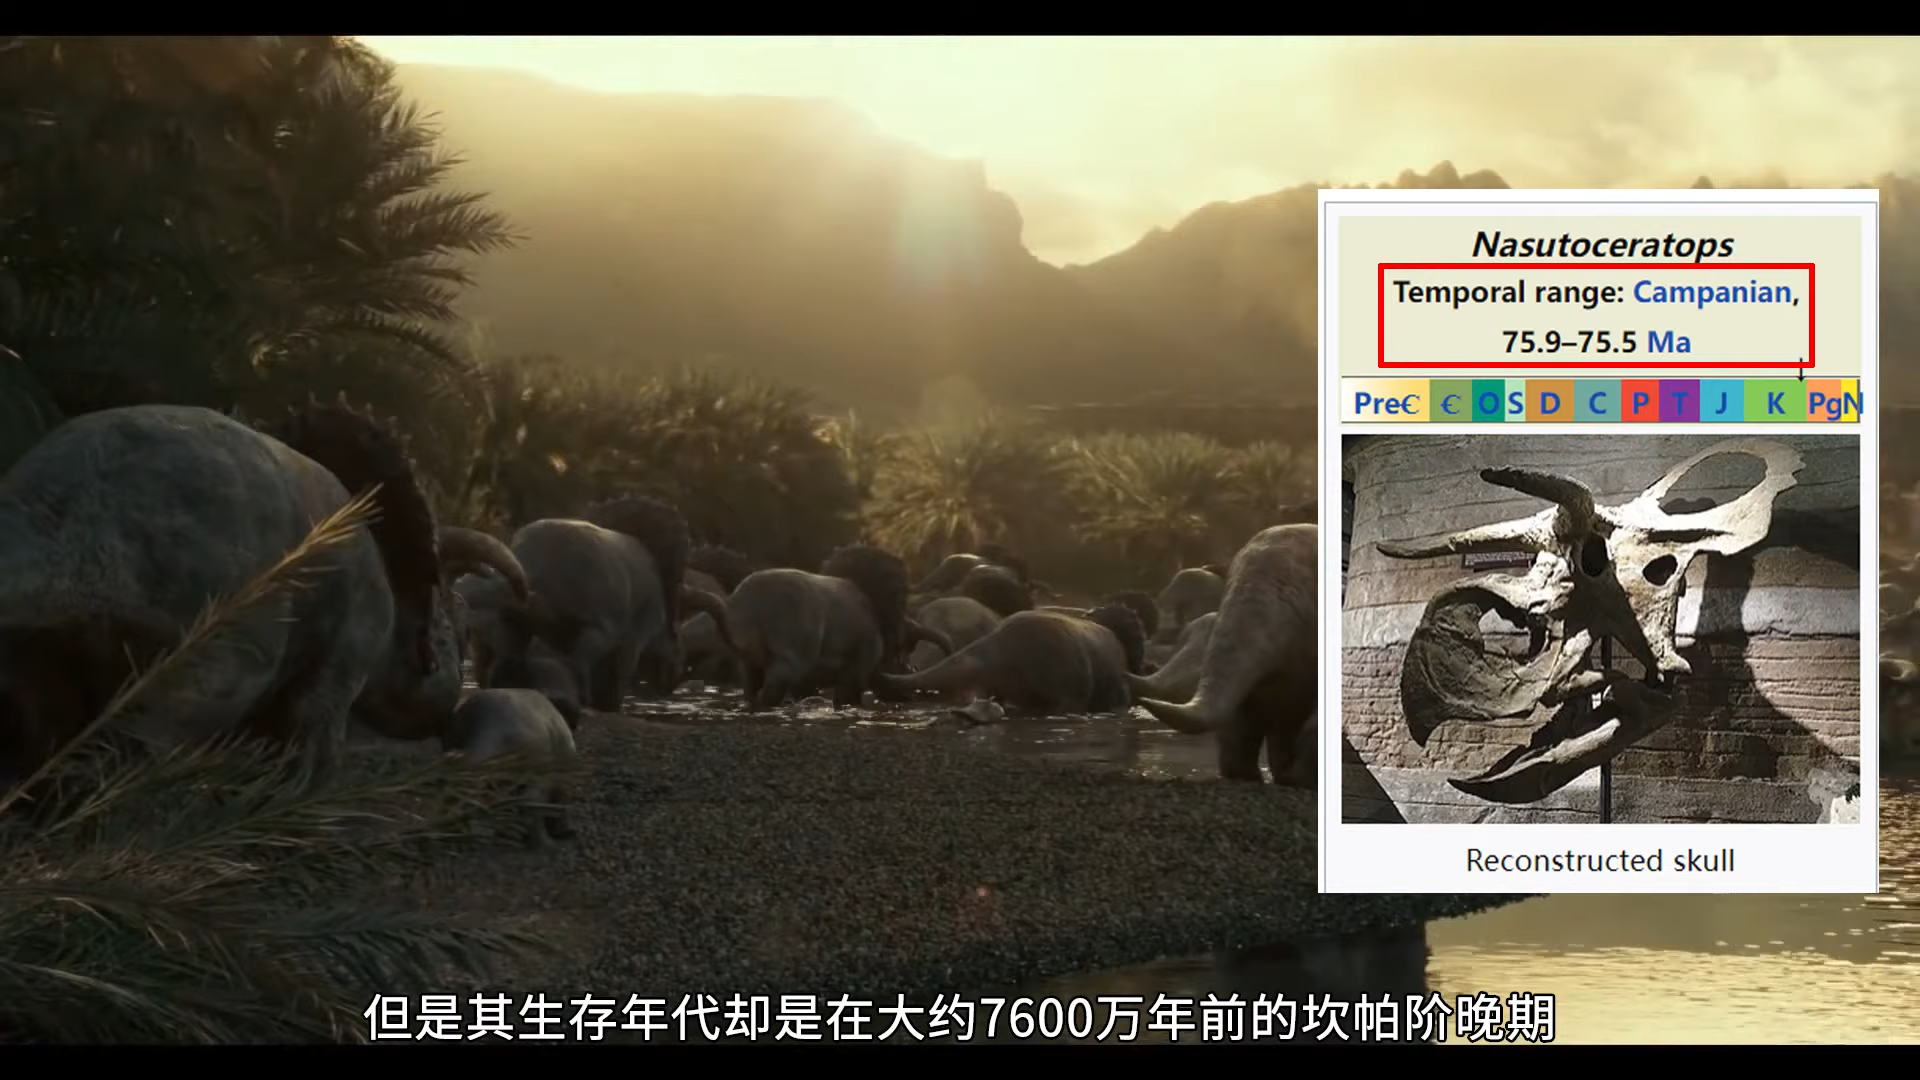 Nasutoceratops
Temporal range: Campanian,
75.9–75.5 Ma
↓
PreЄ Є O S D C P T J K Pg N
Reconstructed skull
但是其生存年代却是在大约7600万年前的坎帕阶晚期